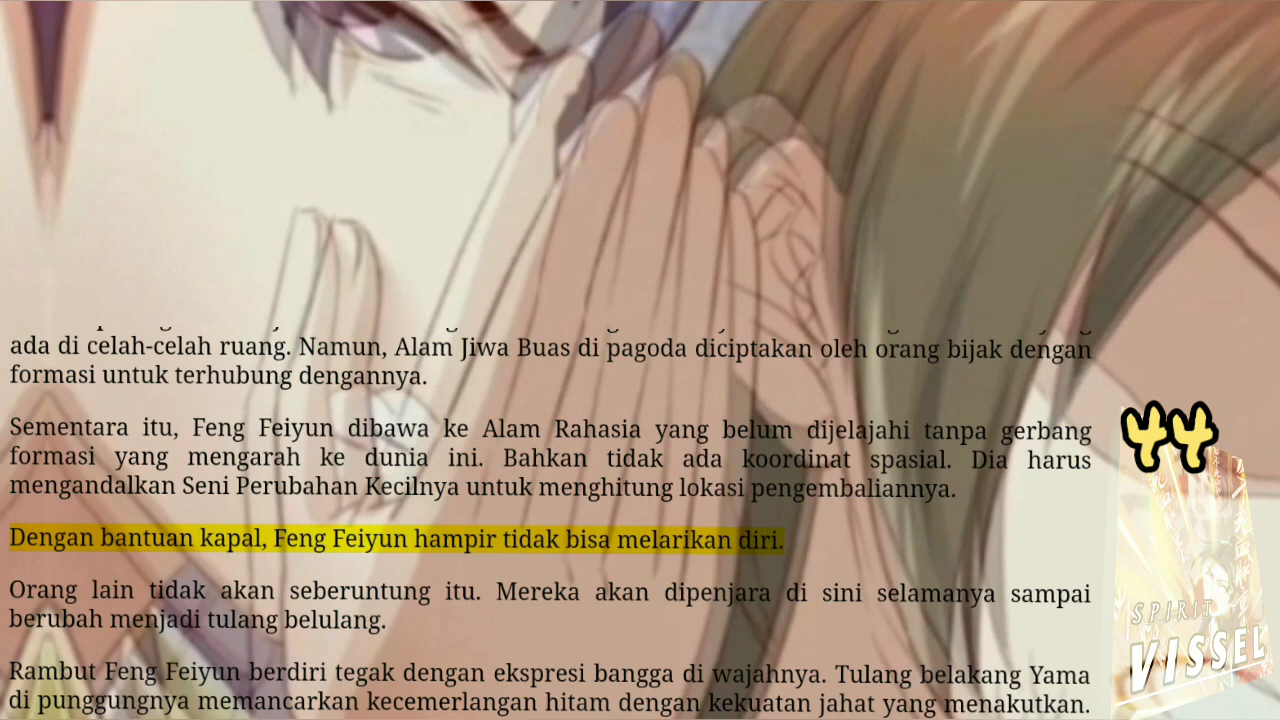 ada di celah-celah ruang. Namun, Alam Jiwa Buas di pagoda diciptakan oleh orang bijak dengan
formasi untuk terhubung dengannya.
Sementara itu, Feng Feiyun dibawa ke Alam Rahasia yang belum dijelajahi tanpa gerbang
formasi yang mengarah ke dunia ini. Bahkan tidak ada koordinat spasial. Dia harus
mengandalkan Seni Perubahan Kecilnya untuk menghitung lokasi pengembaliannya.
Dengan bantuan kapal, Feng Feiyun hampir tidak bisa melarikan diri.
Orang lain tidak akan seberuntung itu. Mereka akan dipenjara di sini selamanya sampai
berubah menjadi tulang belulang.
Rambut Feng Feiyun berdiri tegak dengan ekspresi bangga di wajahnya. Tulang belakang Yama
di punggungnya memancarkan kecemerlangan hitam dengan kekuatan jahat yang menakutkan.
44
SPIRIT
VISSEL